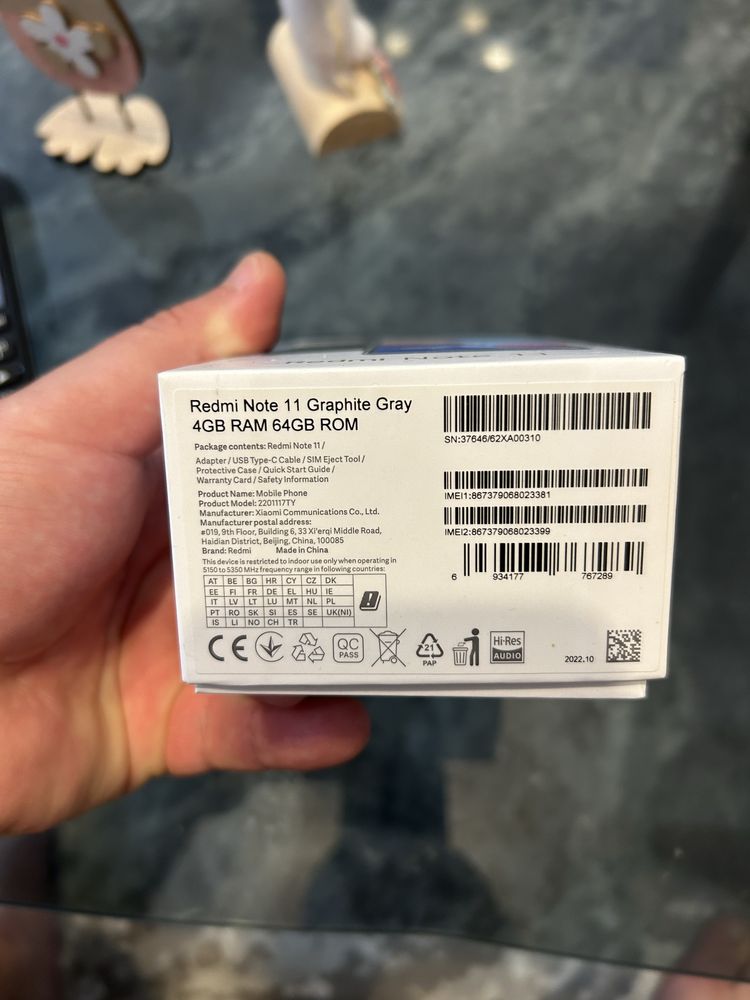 Redmi Note 11
Redmi Note 11 Graphite Gray
4GB RAM 64GB ROM
Package contents: Redmi Note 11 /
Adapter / USB Type-C Cable / SIM Eject Tool /
Protective Case / Quick Start Guide /
Warranty Card / Safety Information
Product Name: Mobile Phone
Product Model: 2201117TY
Manufacturer: Xiaomi Communications Co., Ltd.
Manufacturer postal address:
#019, 9th Floor, Building 6, 33 Xi'erqi Middle Road,
Haidian District, Beijing, China, 100085
Brand: Redmi Made in China
This device is restricted to indoor use only when operating in
5150 to 5350 MHz frequency range in following countries:
AT BE BG HR CY CZ DK
EE FI FR DE EL HU IE
IT LV LT LU MT NL PL
PT RO SK SI ES SE UK(NI)
IS LI NO CH TR
SN:37646/62XA00310
IMEI1:867379068023381
IMEI2:867379068023399
6 934177 767289
CE
QC
PASS
21
PAP
Hi-Res
AUDIO
2022.10